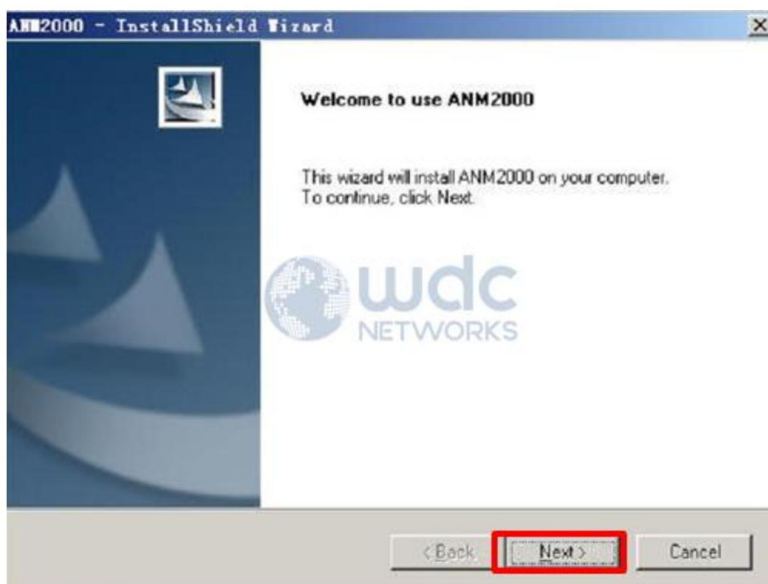 ANM2000 - InstallShield Wizard
Welcome to use ANM2000
This wizard will install ANM2000 on your computer.
To continue, click Next.
wdc
NETWORKS
< Back
Next >
Cancel